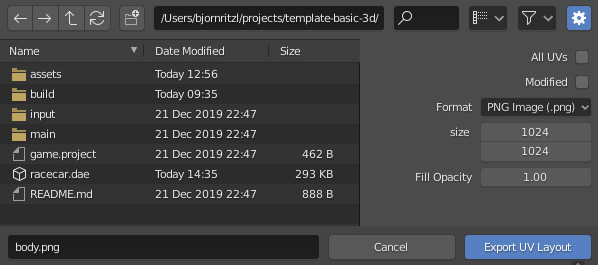 /Users/bjornritzl/projects/template-basic-3d/
Name Date Modified Size
assets Today 12:56
build Today 09:35
input 21 Dec 2019 22:47
main 21 Dec 2019 22:47
game.project 21 Dec 2019 22:47 462 B
racecar.dae Today 14:35 293 KB
README.md 21 Dec 2019 22:47 888 B
All UVs
Modified
Format PNG Image (.png)
size 1024
1024
Fill Opacity 1.00
body.png Cancel Export UV Layout